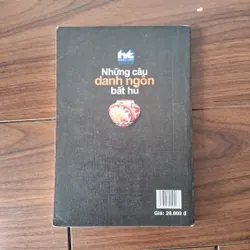 Những câu
danh ngôn
bất hủ
Giá: 26.000 đ